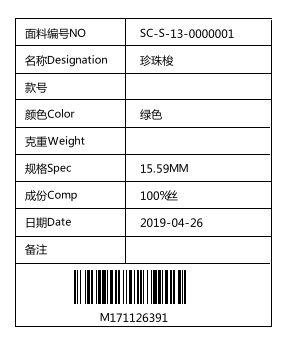 面料编号NO SC-S-13-0000001
名称Designation 珍珠梭
款号
颜色Color 绿色
克重Weight
规格Spec 15.59MM
成份Comp 100%丝
日期Date 2019-04-26
备注
M171126391